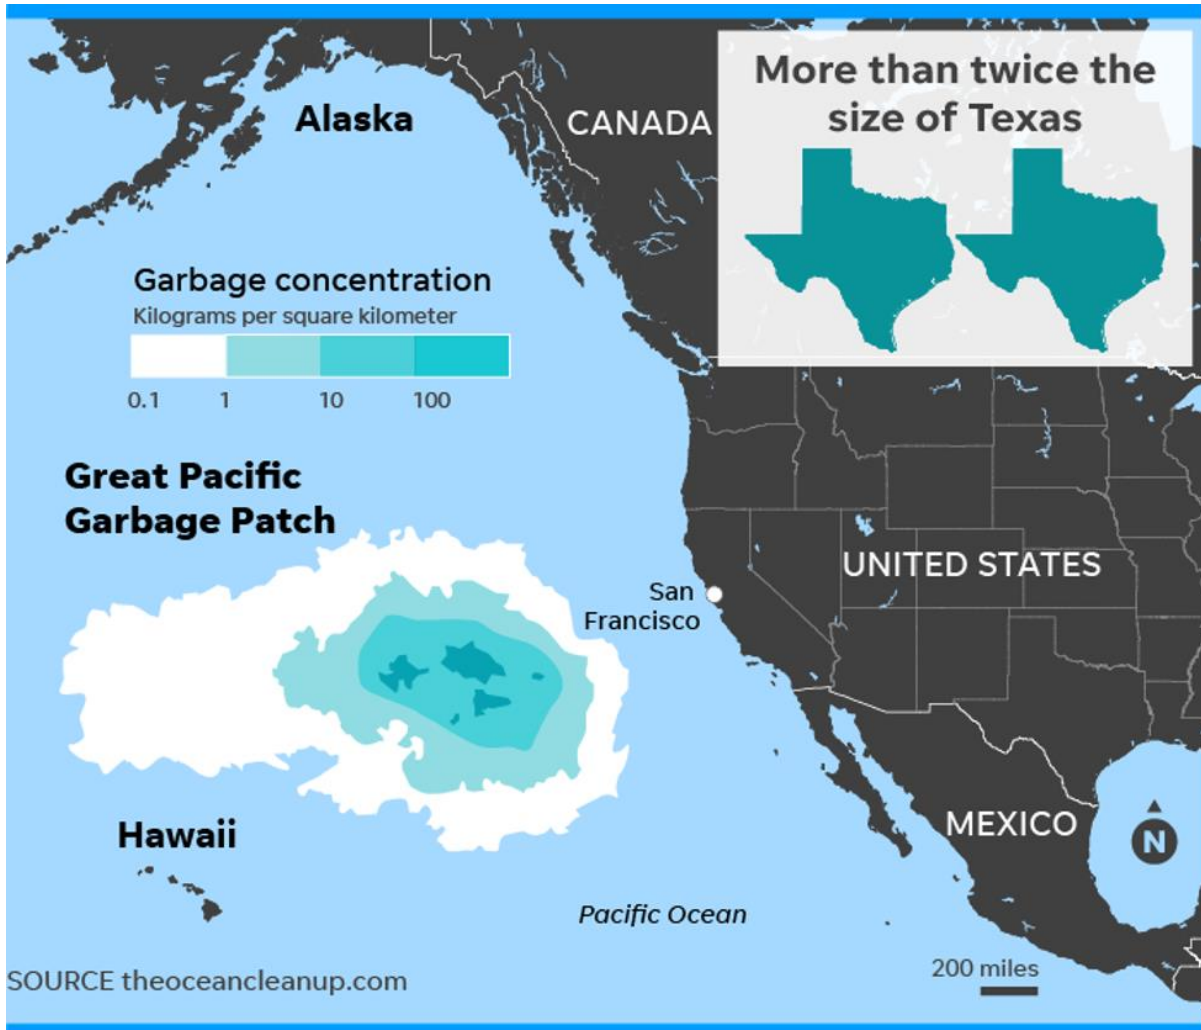 More than twice the
size of Texas
Alaska
CANADA
Garbage concentration
Kilograms per square kilometer
0.1 1 10 100
Great Pacific
Garbage Patch
San
Francisco
UNITED STATES
MEXICO
N
Hawaii
Pacific Ocean
200 miles
SOURCE theoceancleanup.com